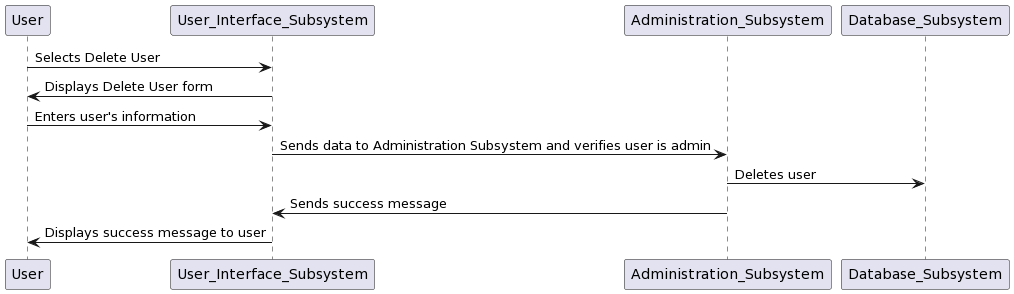 User
User_Interface_Subsystem
Administration_Subsystem
Database_Subsystem
Selects Delete User
Displays Delete User form
Enters user's information
Sends data to Administration Subsystem and verifies user is admin
Deletes user
Sends success message
Displays success message to user
User
User_Interface_Subsystem
Administration_Subsystem
Database_Subsystem